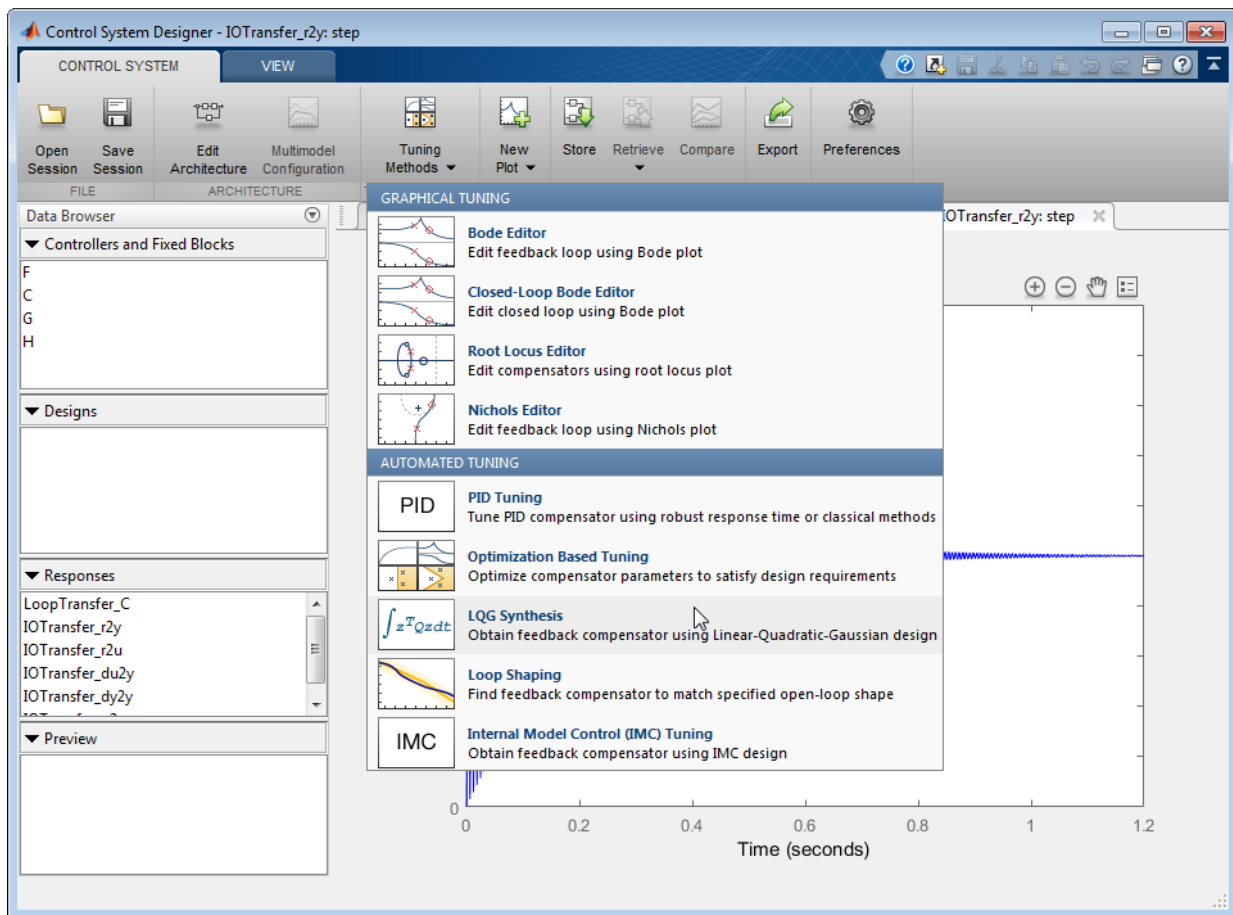 Control System Designer - IOTransfer_r2y: step
CONTROL SYSTEM
VIEW
Open
Session
Save
Session
Edit
Architecture
Multimodel
Configuration
Tuning
Methods
New
Plot
Store
Retrieve
Compare
Export
Preferences
FILE
ARCHITECTURE
Data Browser
Controllers and Fixed Blocks
F
C
G
H
Designs
Responses
LoopTransfer_C
IOTransfer_r2y
IOTransfer_r2u
IOTransfer_du2y
IOTransfer_dy2y
Preview
GRAPHICAL TUNING
Bode Editor
Edit feedback loop using Bode plot
Closed-Loop Bode Editor
Edit closed loop using Bode plot
Root Locus Editor
Edit compensators using root locus plot
Nichols Editor
Edit feedback loop using Nichols plot
AUTOMATED TUNING
PID
PID Tuning
Tune PID compensator using robust response time or classical methods
Optimization Based Tuning
Optimize compensator parameters to satisfy design requirements
∫zᵀQzdt
LQG Synthesis
Obtain feedback compensator using Linear-Quadratic-Gaussian design
Loop Shaping
Find feedback compensator to match specified open-loop shape
IMC
Internal Model Control (IMC) Tuning
Obtain feedback compensator using IMC design
IOTransfer_r2y: step
0
0 0.2 0.4 0.6 0.8 1 1.2
Time (seconds)